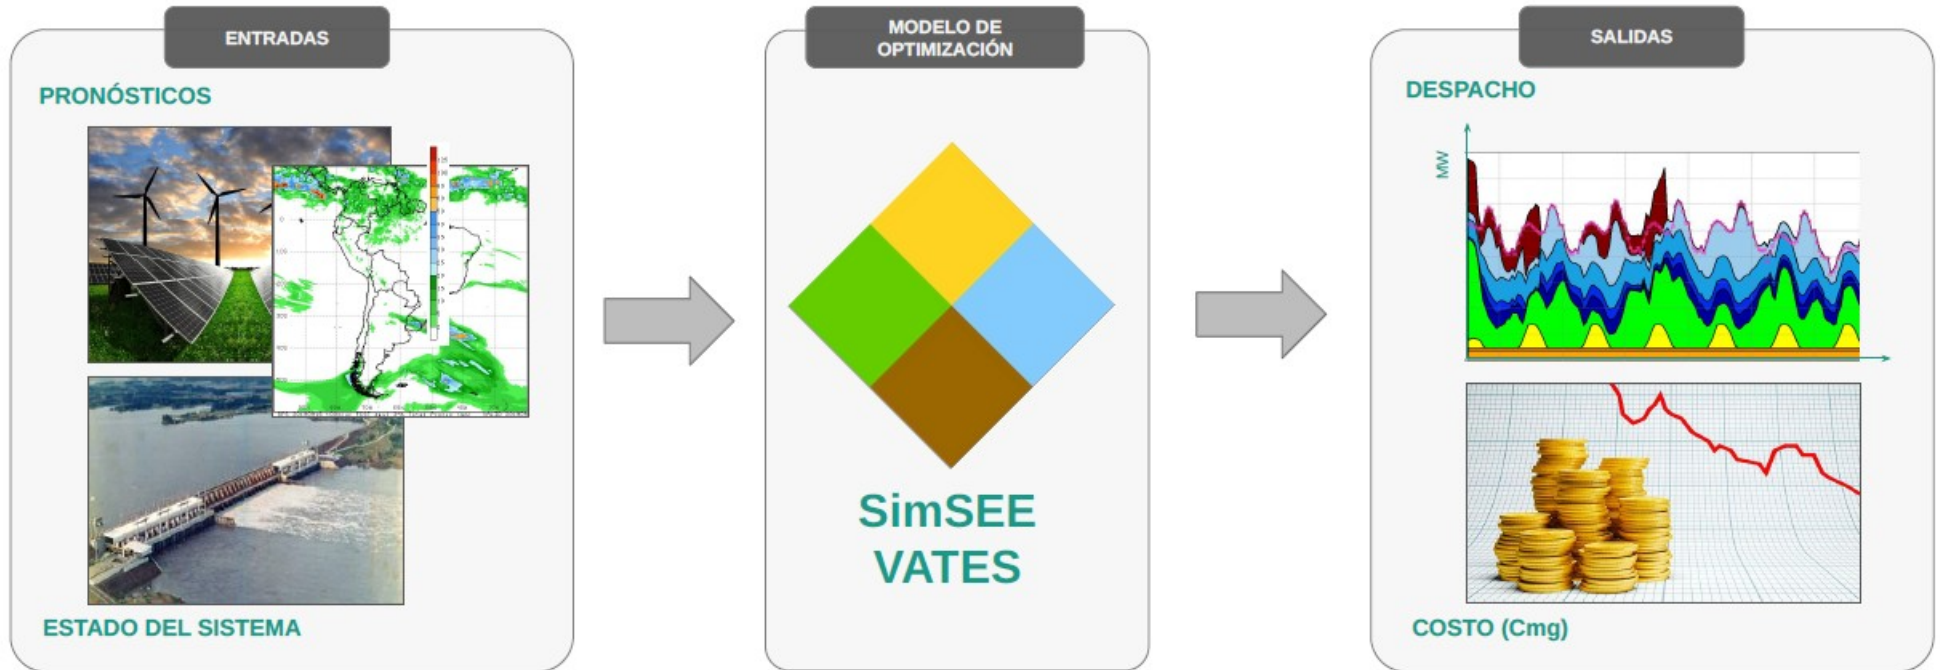 ENTRADAS
PRONÓSTICOS
ESTADO DEL SISTEMA
MODELO DE
OPTIMIZACIÓN
SimSEE
VATES
SALIDAS
DESPACHO
MW
COSTO (Cmg)